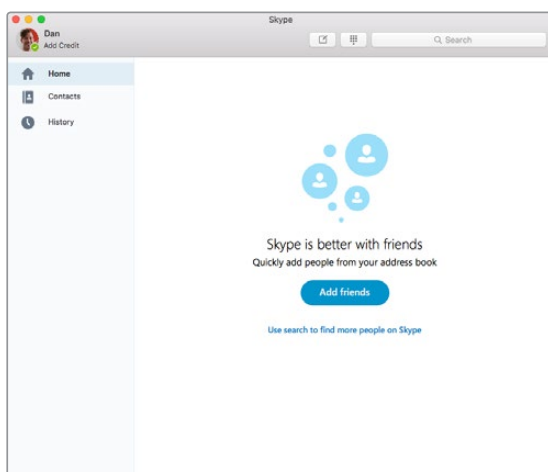 Skype
Dan
Add Credit
Search
Home
Contacts
History
Skype is better with friends
Quickly add people from your address book
Add friends
Use search to find more people on Skype